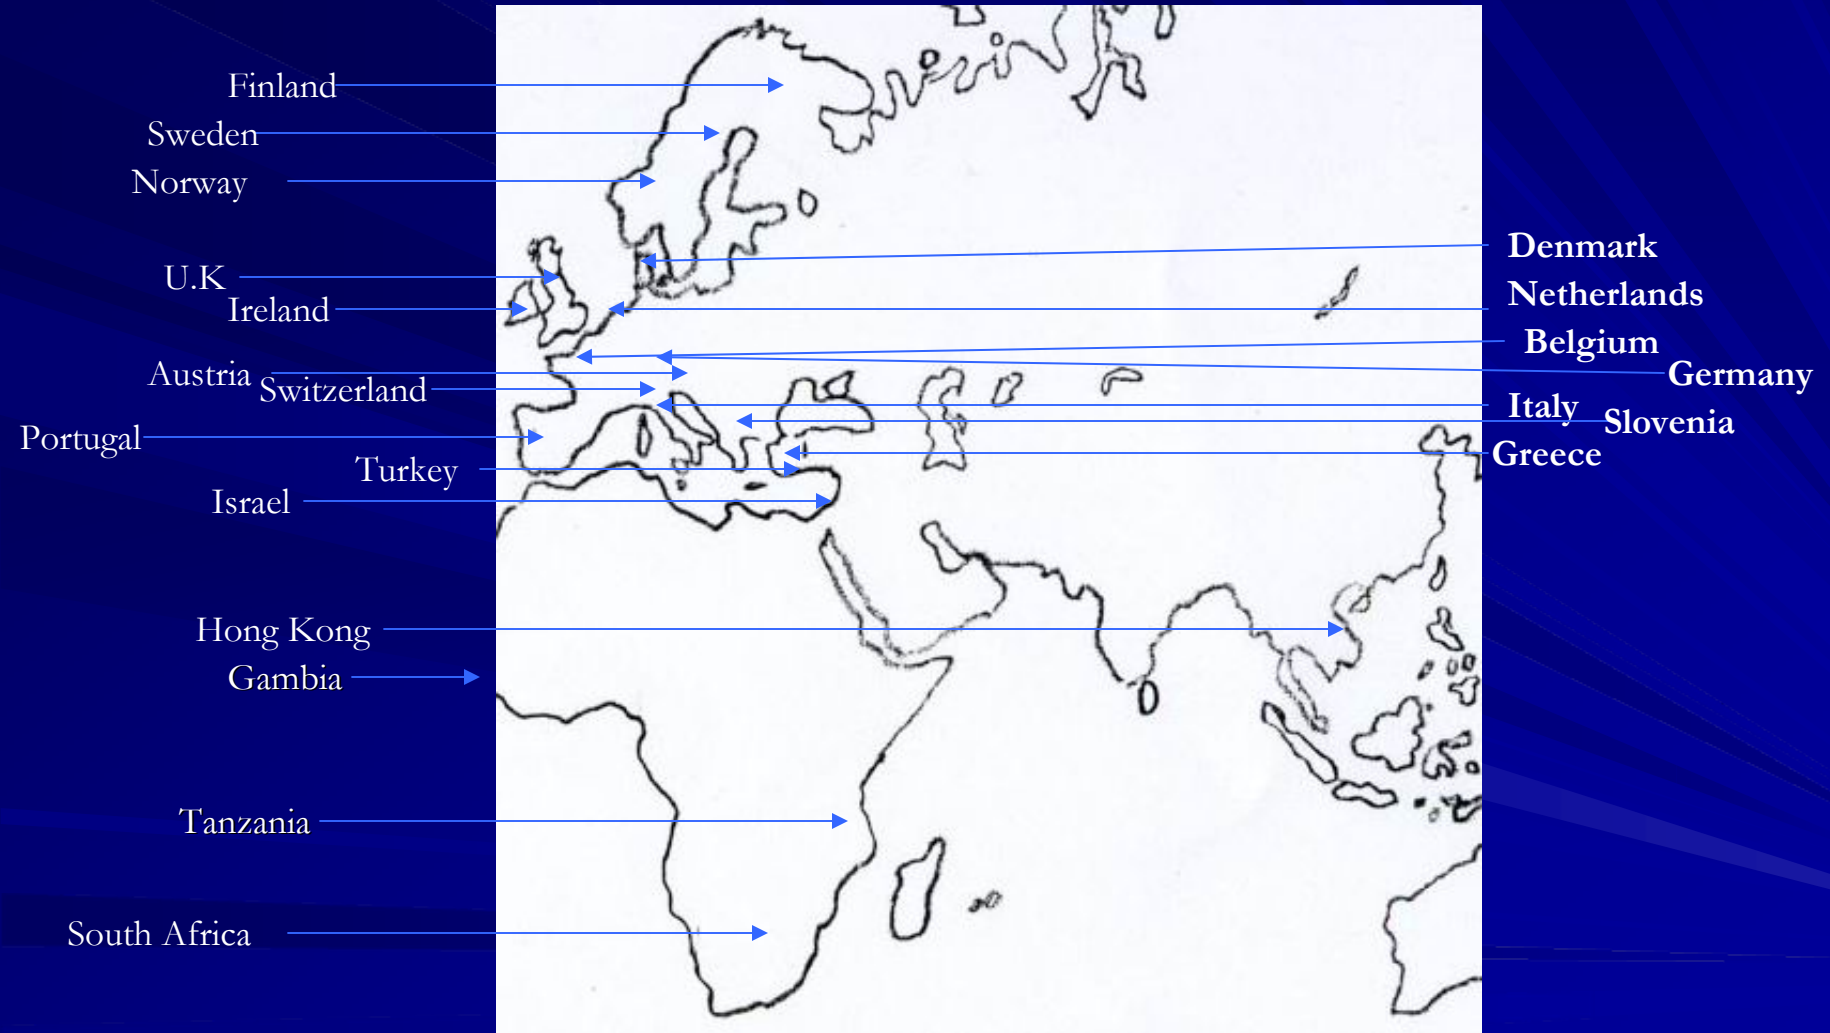 Finland
Sweden
Norway
U.K
Ireland
Austria
Switzerland
Portugal
Turkey
Israel
Hong Kong
Gambia
Tanzania
South Africa
Denmark
Netherlands
Belgium
Germany
Italy
Slovenia
Greece